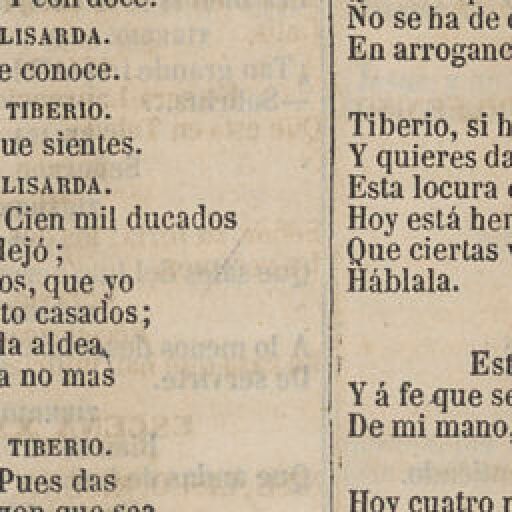 LISARDA.
e conoce.
TIBERIO.
ue sientes.
LISARDA.
Cien mil ducados
dejó;
os, que yo
to casados;
la aldea,
a no mas
TIBERIO.
Pues das
No se ha de
En arroganc
Tiberio, si h
Y quieres da
Esta locura
Hoy está her
Que ciertas
Háblala.
Est
Y á fe que se
De mi mano,
Hoy cuatro